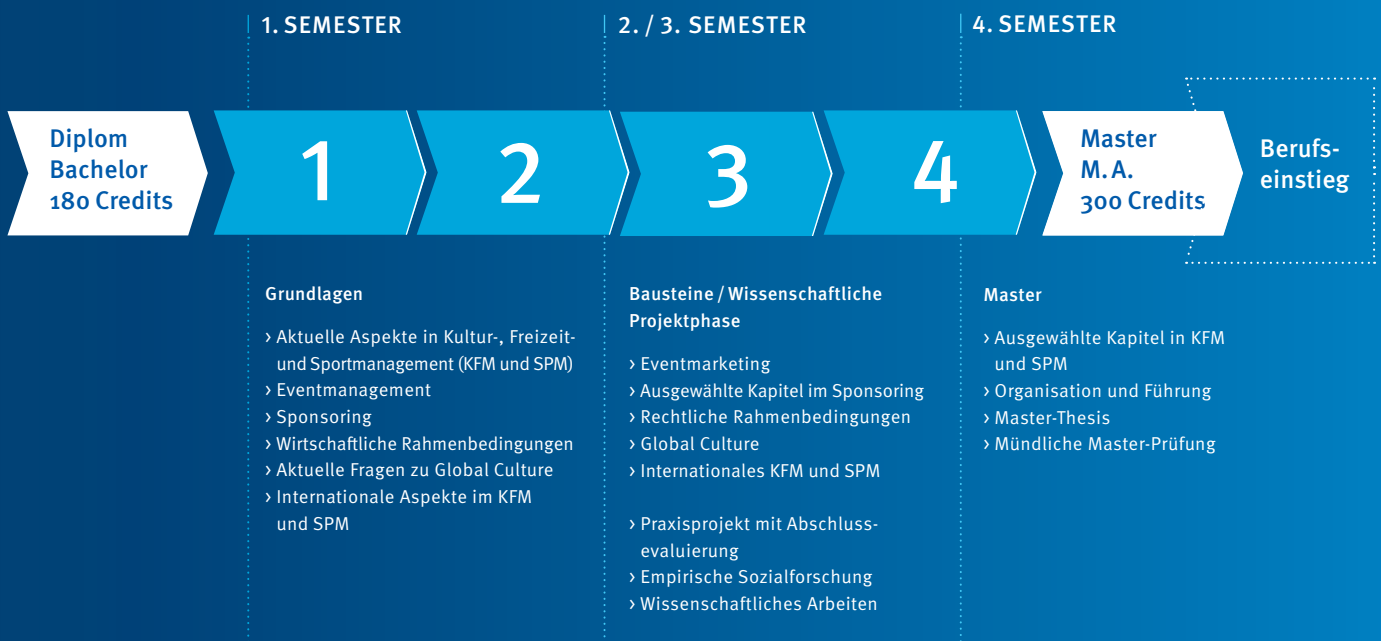 1. SEMESTER
2. / 3. SEMESTER
4. SEMESTER
Diplom
Bachelor
180 Credits
1
2
3
4
Master
M. A.
300 Credits
Berufs-
einstieg
Grundlagen
› Aktuelle Aspekte in Kultur-, Freizeit-
und Sportmanagement (KFM und SPM)
› Eventmanagement
› Sponsoring
› Wirtschaftliche Rahmenbedingungen
› Aktuelle Fragen zu Global Culture
› Internationale Aspekte im KFM
und SPM
Bausteine / Wissenschaftliche
Projektphase
› Eventmarketing
› Ausgewählte Kapitel im Sponsoring
› Rechtliche Rahmenbedingungen
› Global Culture
› Internationales KFM und SPM
› Praxisprojekt mit Abschluss-
evaluierung
› Empirische Sozialforschung
› Wissenschaftliches Arbeiten
Master
› Ausgewählte Kapitel in KFM
und SPM
› Organisation und Führung
› Master-Thesis
› Mündliche Master-Prüfung